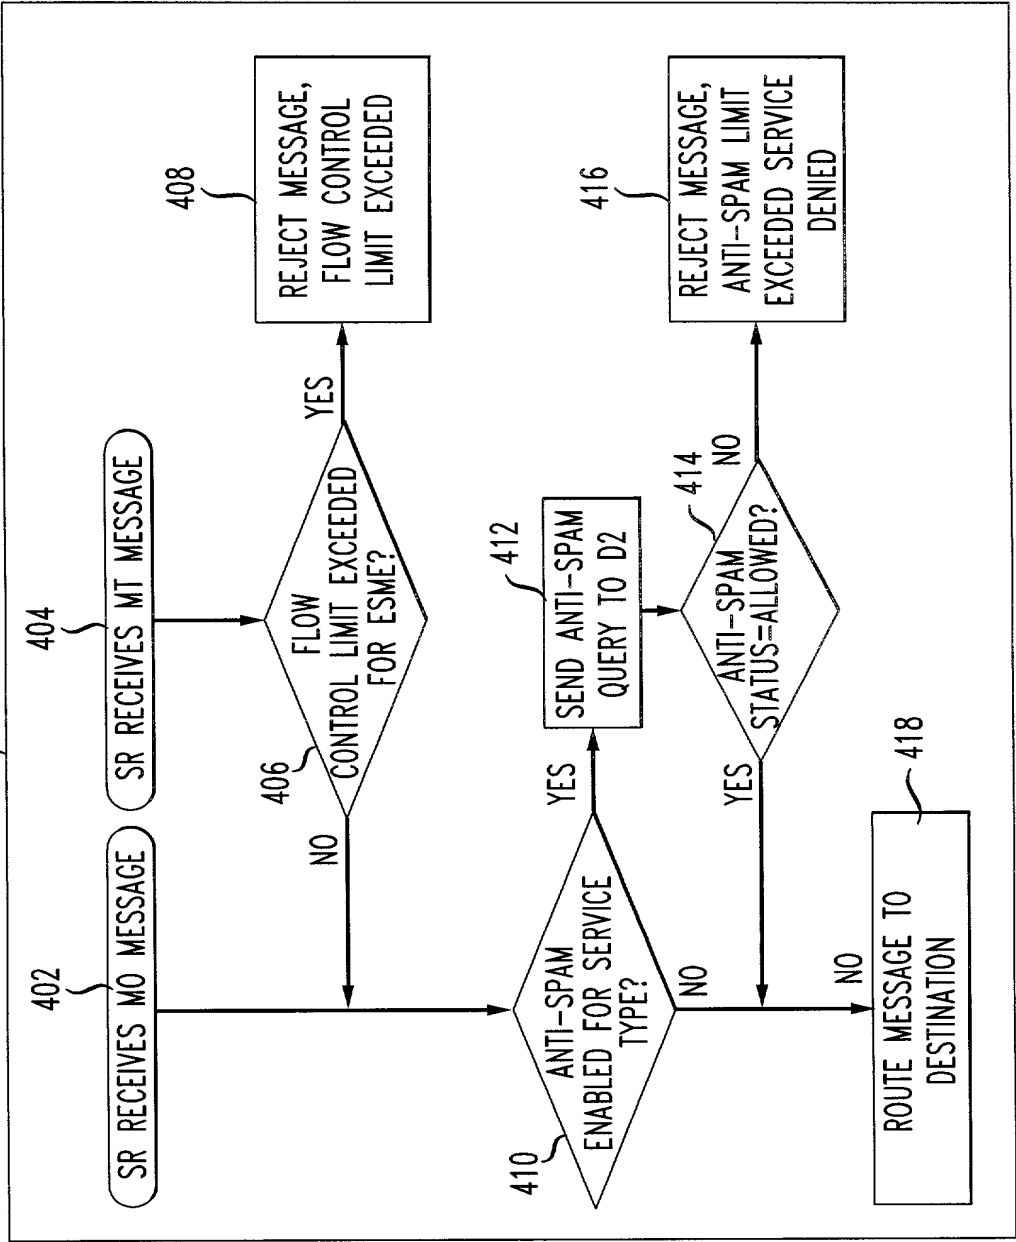 402
SR RECEIVES MO MESSAGE
404
SR RECEIVES MT MESSAGE
406
FLOW
CONTROL LIMIT EXCEEDED
FOR ESME?
YES
NO
408
REJECT MESSAGE,
FLOW CONTROL
LIMIT EXCEEDED
410
ANTI-SPAM
ENABLED FOR SERVICE
TYPE?
YES
NO
412
SEND ANTI-SPAM
QUERY TO D2
414
ANTI-SPAM
STATUS=ALLOWED?
YES
NO
416
REJECT MESSAGE,
ANTI-SPAM LIMIT
EXCEEDED SERVICE
DENIED
NO
418
ROUTE MESSAGE TO
DESTINATION